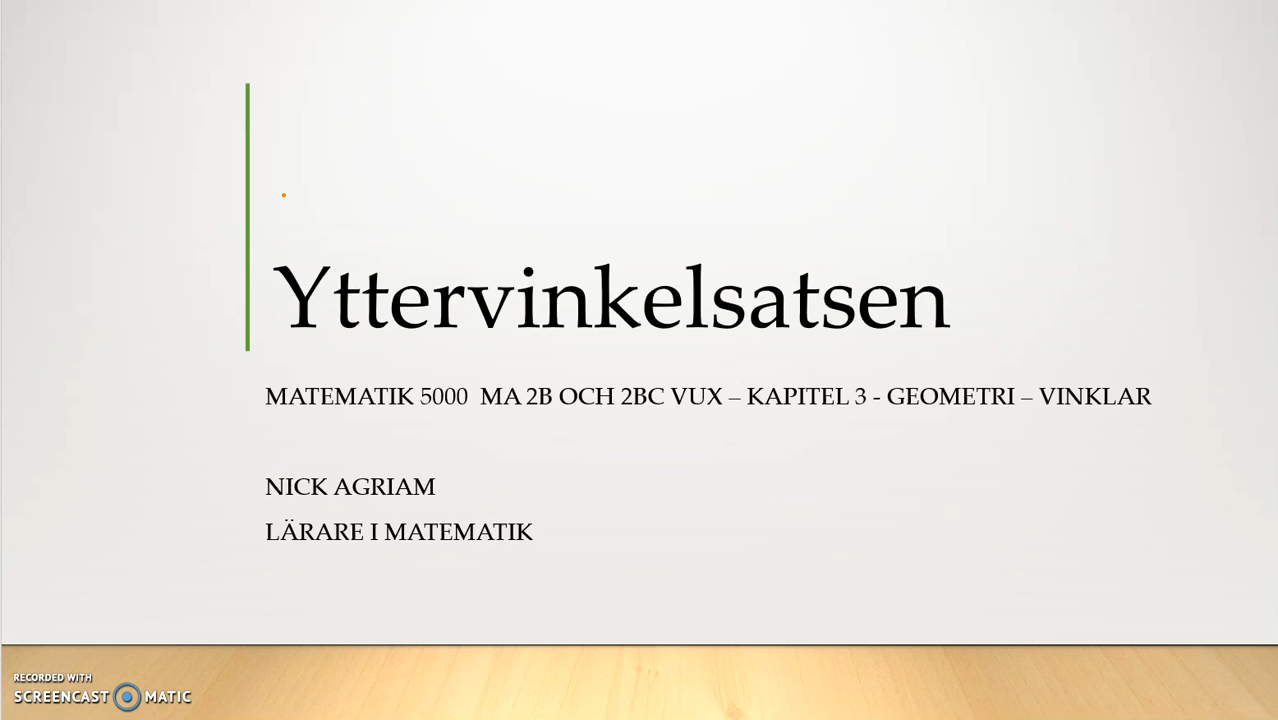 Yttervinkelsatsen
MATEMATIK 5000  MA 2B OCH 2BC VUX – KAPITEL 3 - GEOMETRI – VINKLAR
NICK AGRIAM
LÄRARE I MATEMATIK
RECORDED WITH
SCREENCAST MATIC